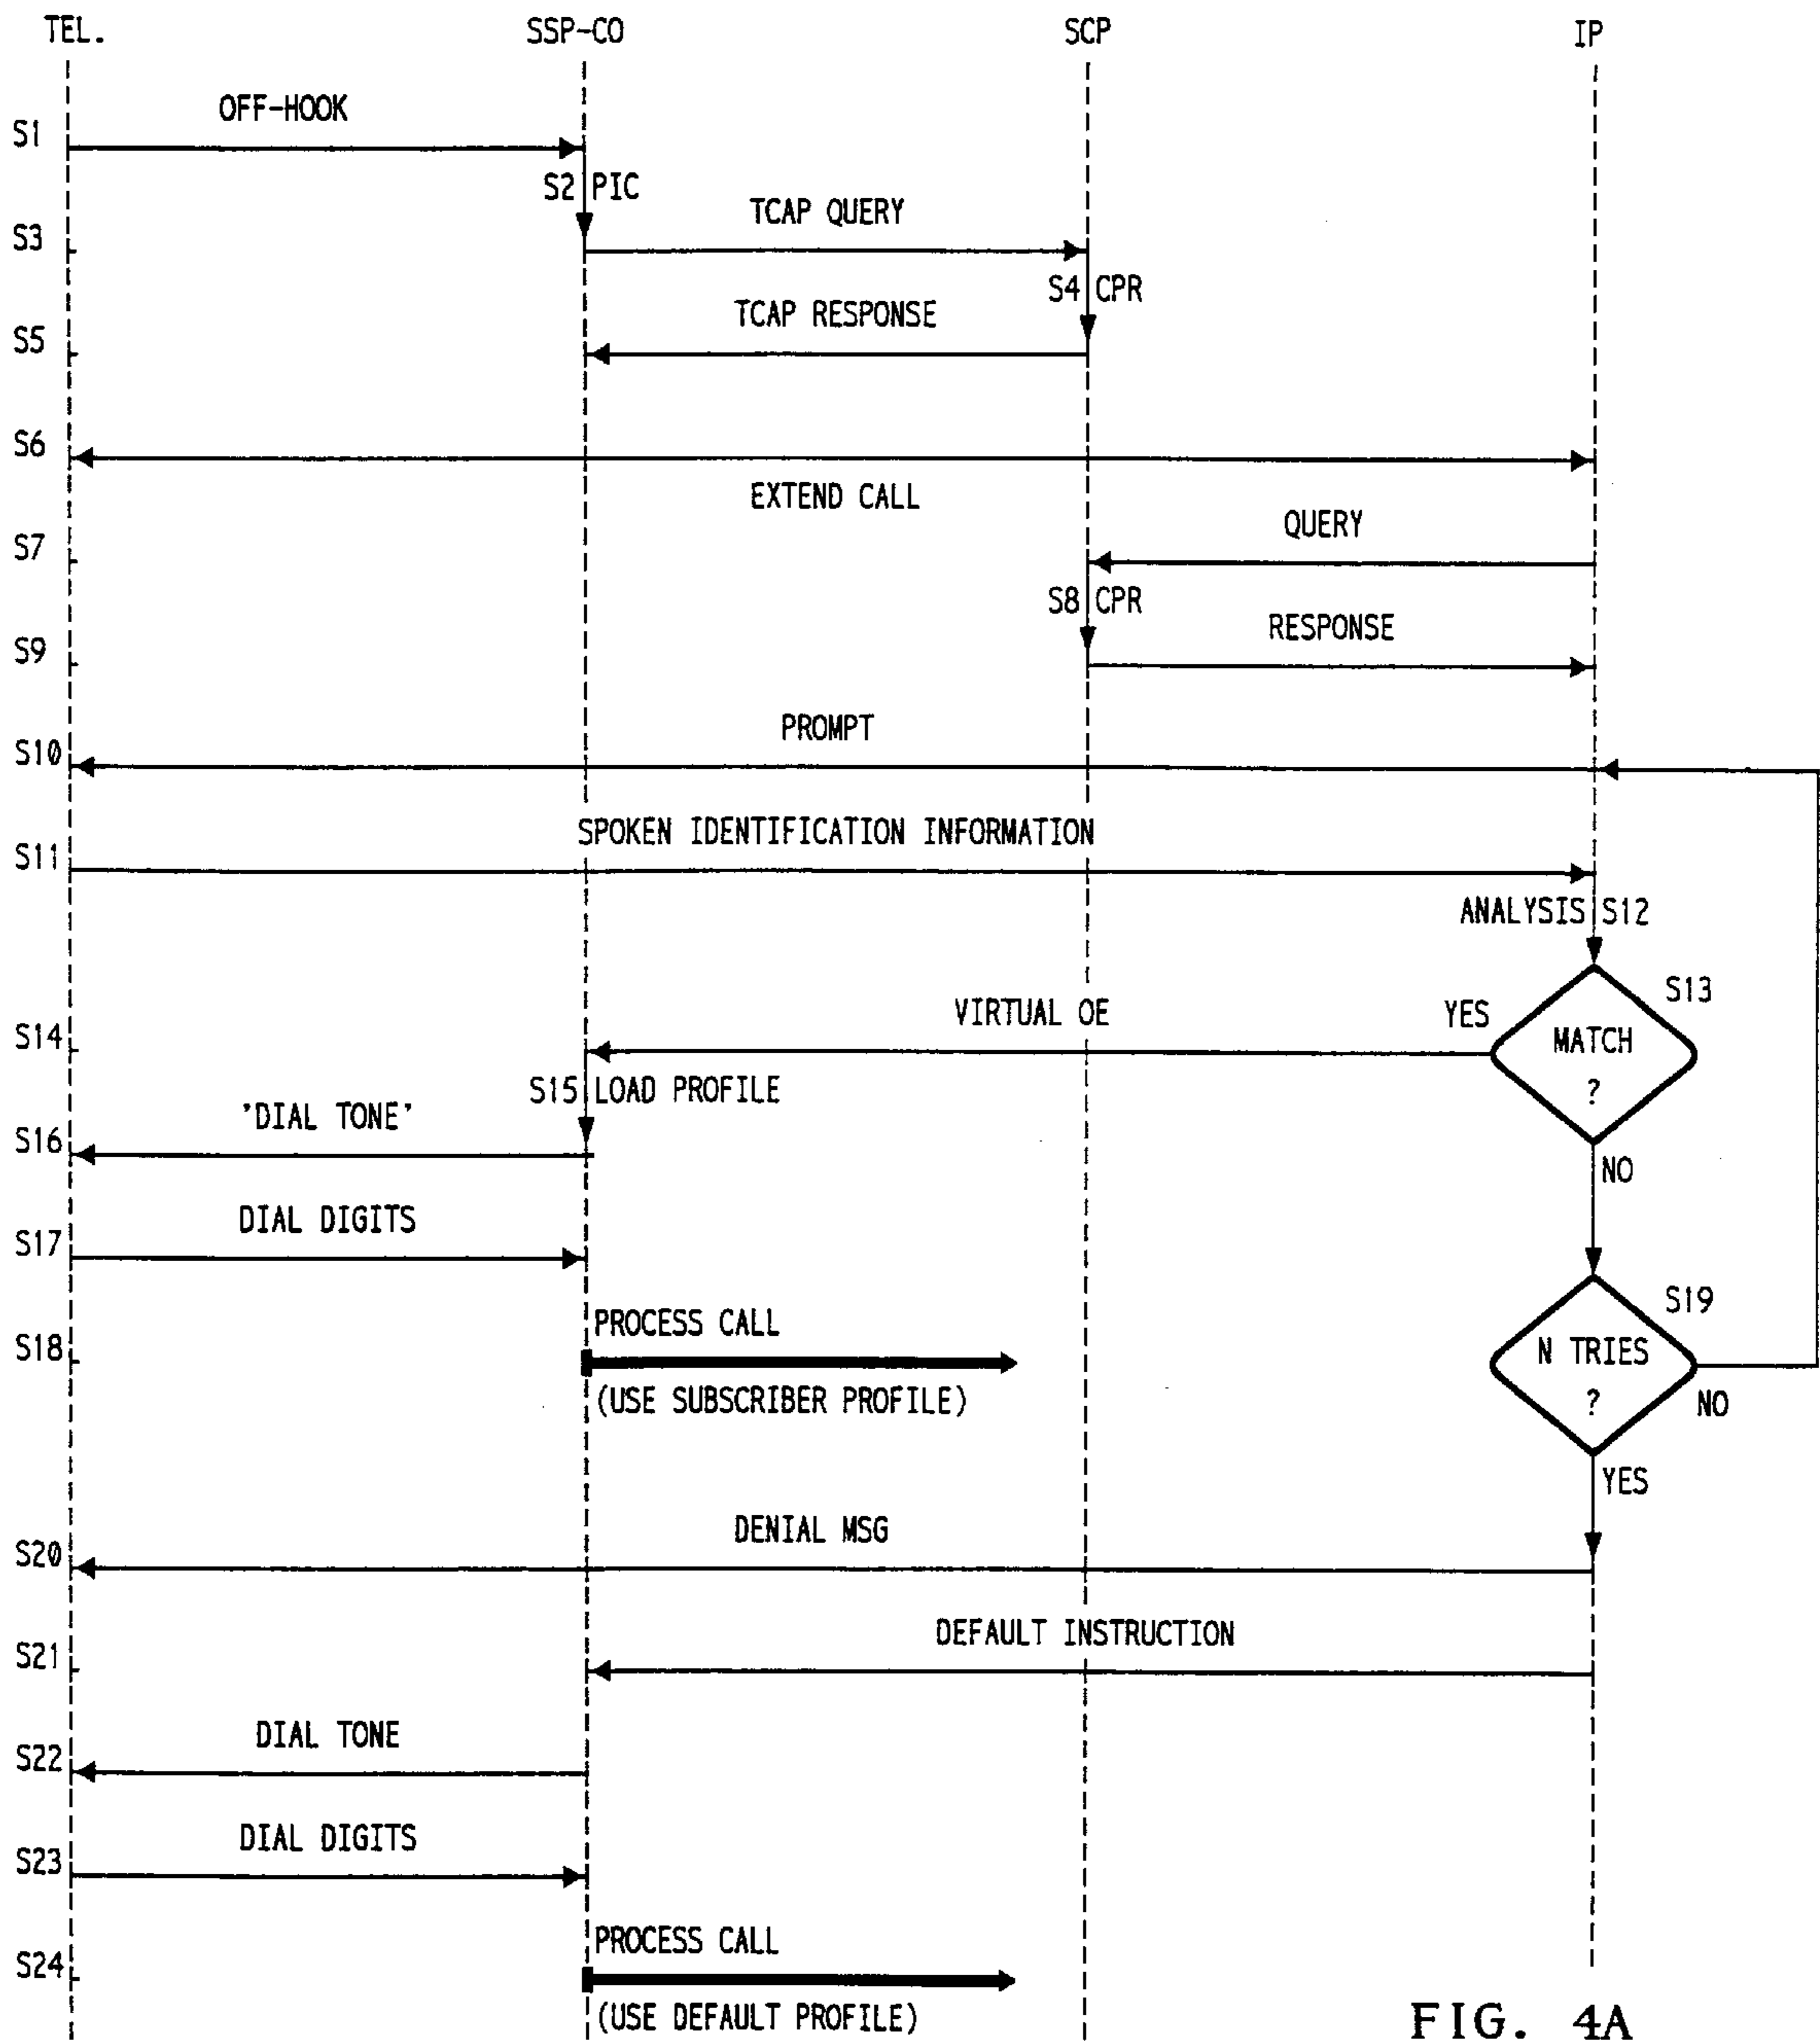 TEL. SSP-CO SCP IP
OFF-HOOK
S1
S2 PIC
TCAP QUERY
S3
S4 CPR
TCAP RESPONSE
S5
S6
EXTEND CALL
QUERY
S7
S8 CPR
RESPONSE
S9
PROMPT
S10
SPOKEN IDENTIFICATION INFORMATION
S11
ANALYSIS S12
S13
VIRTUAL OE
YES
MATCH
?
S14
S15 LOAD PROFILE
'DIAL TONE'
S16
NO
DIAL DIGITS
S17
S19
PROCESS CALL
S18
N TRIES
?
(USE SUBSCRIBER PROFILE)
NO
YES
DENIAL MSG
S20
DEFAULT INSTRUCTION
S21
DIAL TONE
S22
DIAL DIGITS
S23
PROCESS CALL
S24
(USE DEFAULT PROFILE)
FIG. 4A